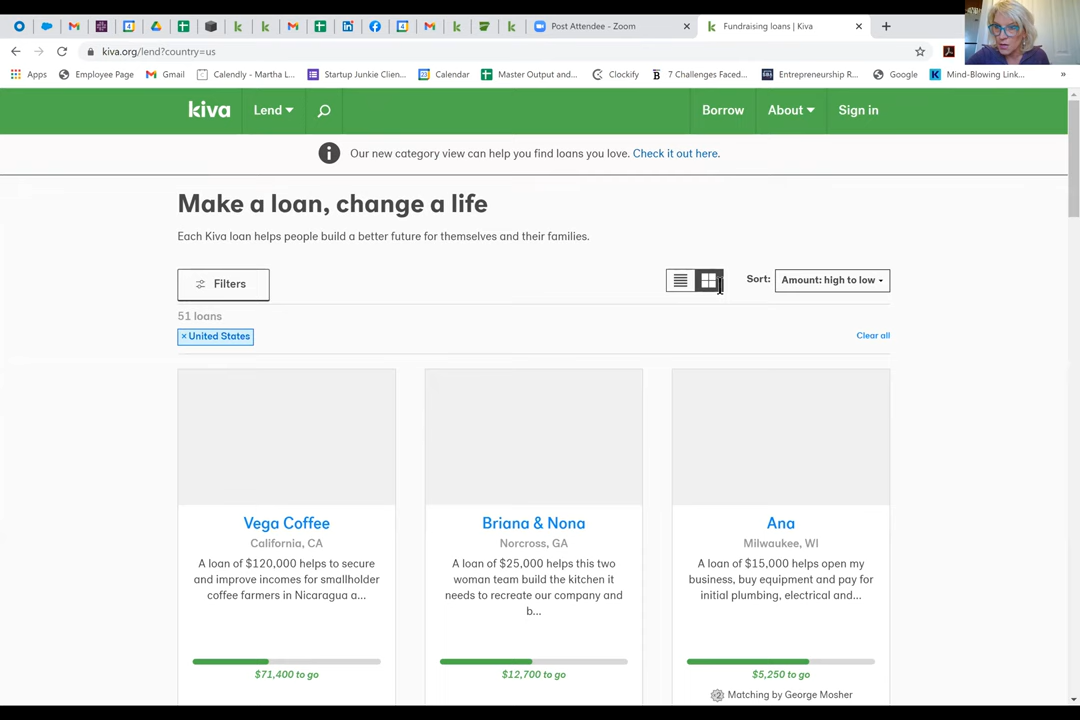 Post Attendee - Zoom
Fundraising loans | Kiva
kiva.org/lend?country=us
Apps
Employee Page
Gmail
Calendly - Martha L...
Startup Junkie Clien...
Calendar
Master Output and...
Clockify
7 Challenges Faced...
Entrepreneurship R...
Google
Mind-Blowing Link...
»
kiva
Lend
Borrow
About
Sign in
Our new category view can help you find loans you love. Check it out here.
Make a loan, change a life
Each Kiva loan helps people build a better future for themselves and their families.
Filters
Sort:
Amount: high to low
51 loans
× United States
Clear all
Vega Coffee
California, CA
A loan of $120,000 helps to secure
and improve incomes for smallholder
coffee farmers in Nicaragua a...
$71,400 to go
Briana & Nona
Norcross, GA
A loan of $25,000 helps this two
woman team build the kitchen it
needs to recreate our company and
b...
$12,700 to go
Ana
Milwaukee, WI
A loan of $15,000 helps open my
business, buy equipment and pay for
initial plumbing, electrical and...
$5,250 to go
Matching by George Mosher